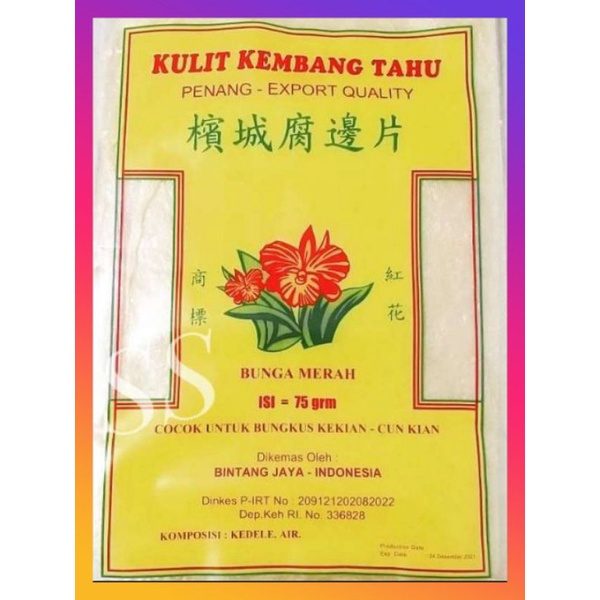 KULIT KEMBANG TAHU
PENANG - EXPORT QUALITY
檳城腐邊片
商標
紅花
BUNGA MERAH
ISI = 75 grm
COCOK UNTUK BUNGKUS KEKIAN - CUN KIAN
Dikemas Oleh :
BINTANG JAYA - INDONESIA
Dinkes P-IRT No : 209121202082022
Dep.Keh RI. No. 336828
KOMPOSISI : KEDELE, AIR.
Production Date
Exp. Date
SS